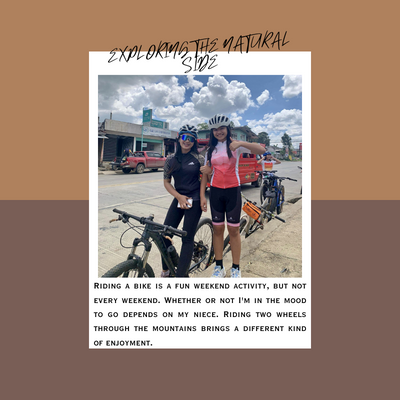 EXPLORING THE NATURAL
SIDE
Riding a bike is a fun weekend activity, but not
every weekend. Whether or not I'm in the mood
to go depends on my niece. Riding two wheels
through the mountains brings a different kind
of enjoyment.